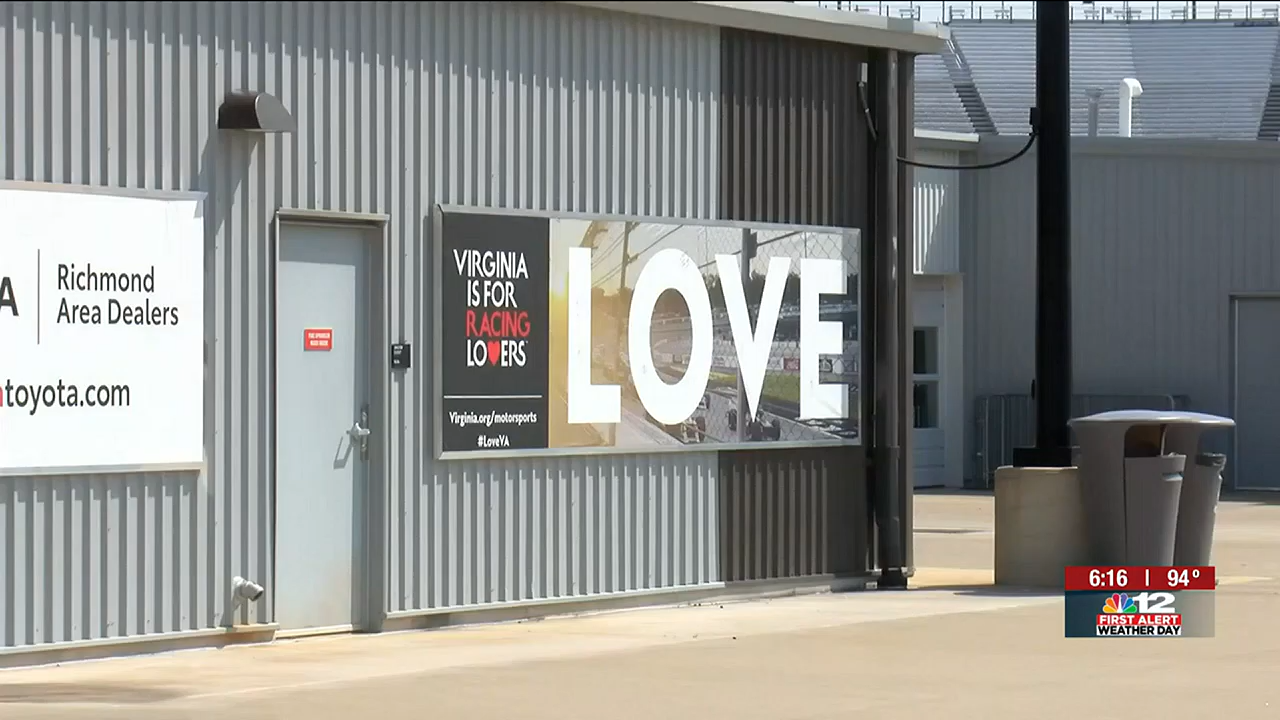 A
Richmond
Area Dealers
toyota.com
VIRGINIA
IS FOR
RACING
LOVERS
Virginia.org/motorsports
#LoveVA
LOVE
6:16 | 94°
12
FIRST ALERT
WEATHER DAY